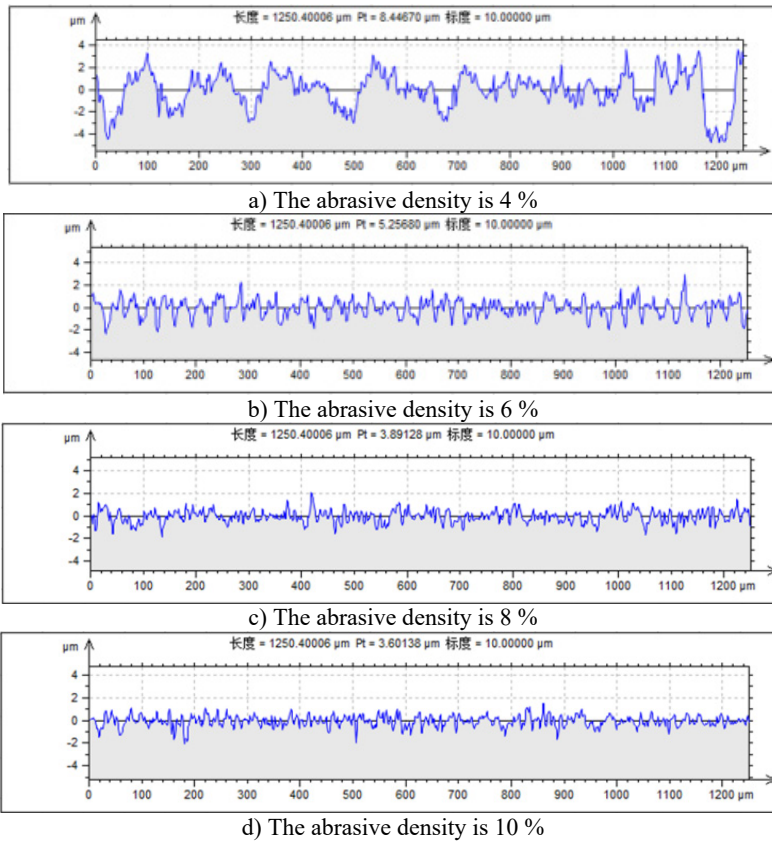 长度 = 1250.40006 µm Pt = 8.44670 µm 标度 = 10.00000 µm
µm
4
2
0
-2
-4
0 100 200 300 400 500 600 700 800 900 1000 1100 1200 µm
a) The abrasive density is 4 %
长度 = 1250.40006 µm Pt = 5.25680 µm 标度 = 10.00000 µm
µm
4
2
0
-2
-4
0 100 200 300 400 500 600 700 800 900 1000 1100 1200 µm
b) The abrasive density is 6 %
长度 = 1250.40006 µm Pt = 3.89128 µm 标度 = 10.00000 µm
µm
4
2
0
-2
-4
0 100 200 300 400 500 600 700 800 900 1000 1100 1200 µm
c) The abrasive density is 8 %
长度 = 1250.40006 µm Pt = 3.60138 µm 标度 = 10.00000 µm
µm
4
2
0
-2
-4
0 100 200 300 400 500 600 700 800 900 1000 1100 1200 µm
d) The abrasive density is 10 %